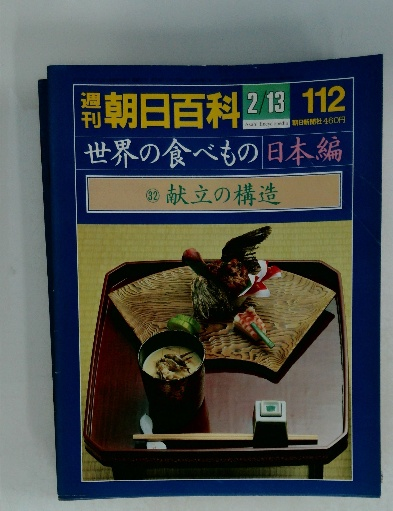 週刊 朝日百科 2/13 112
朝日新聞社 460円
世界の食べもの 日本編
㉜ 献立の構造